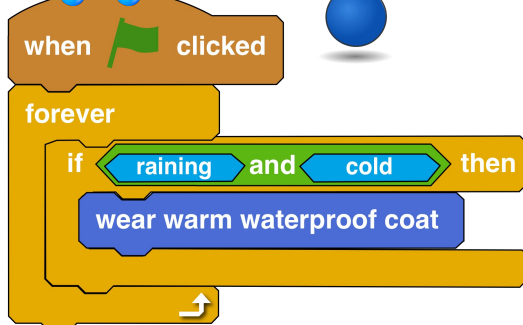 when clicked
forever
if raining and cold then
wear warm waterproof coat